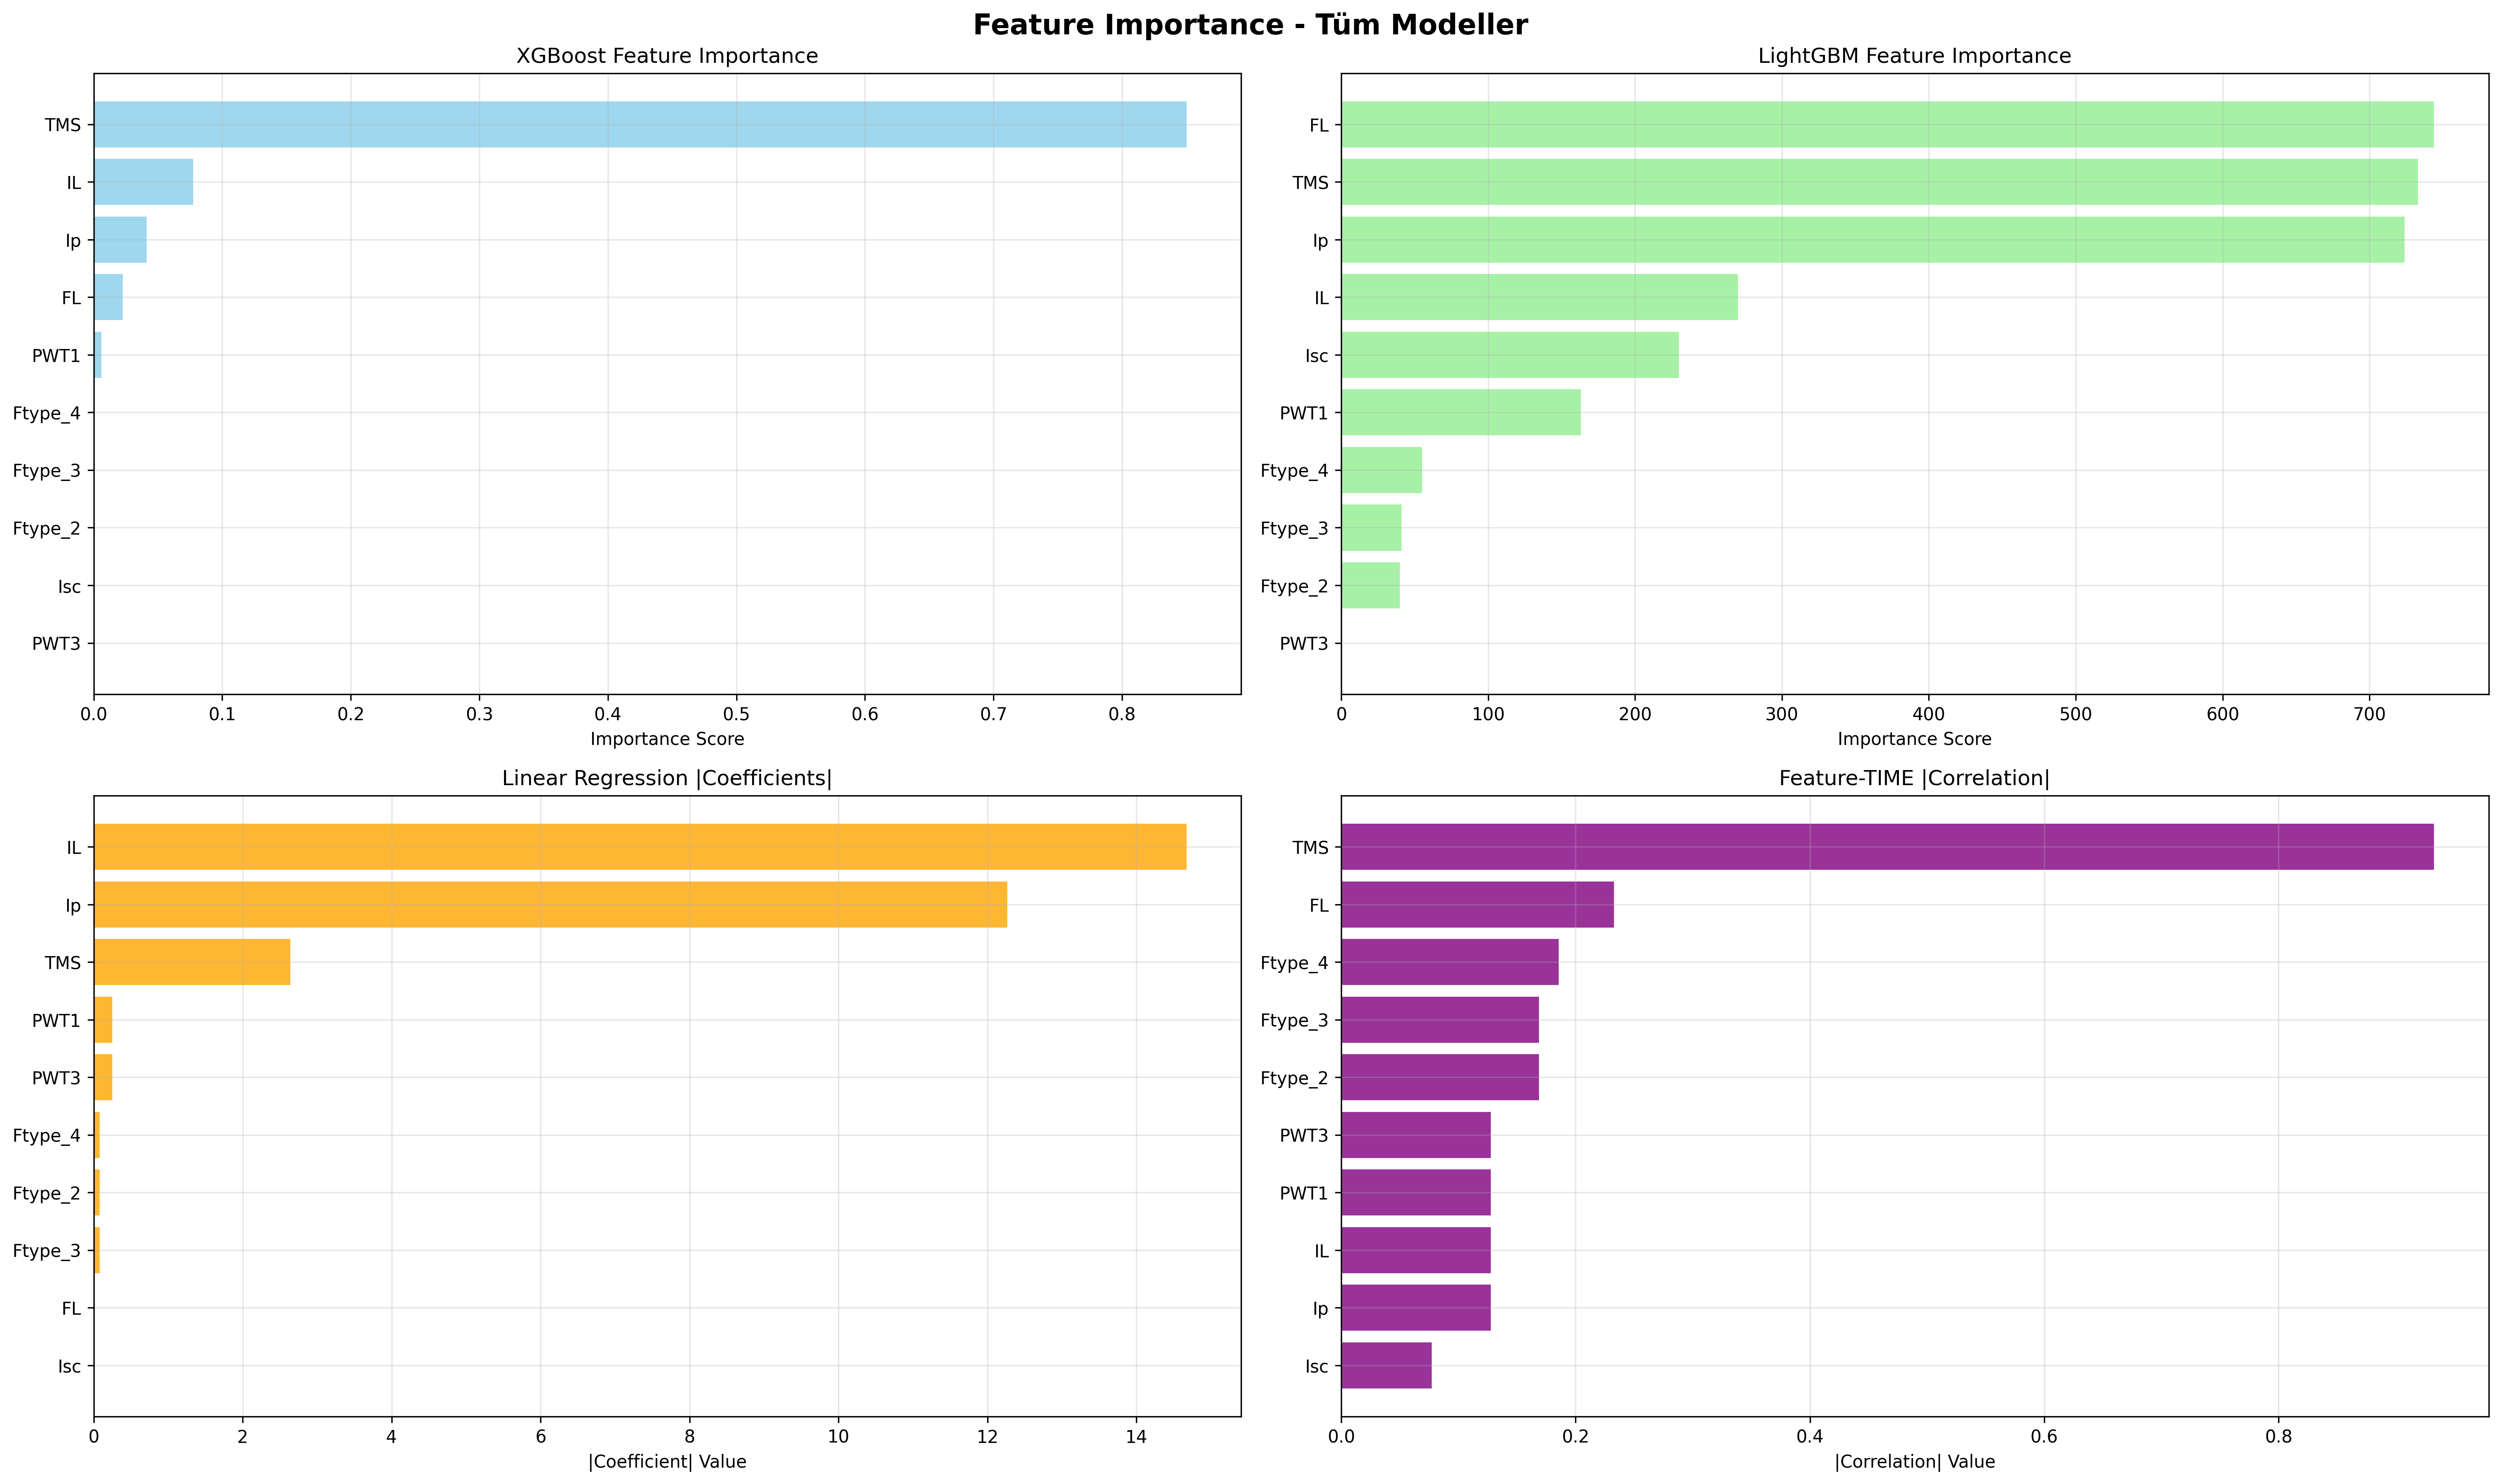 Feature Importance - Tüm Modeller
XGBoost Feature Importance
TMS
IL
Ip
FL
PWT1
Ftype_4
Ftype_3
Ftype_2
Isc
PWT3
0.0 0.1 0.2 0.3 0.4 0.5 0.6 0.7 0.8
Importance Score
LightGBM Feature Importance
FL
TMS
Ip
IL
Isc
PWT1
Ftype_4
Ftype_3
Ftype_2
PWT3
0 100 200 300 400 500 600 700
Importance Score
Linear Regression |Coefficients|
IL
Ip
TMS
PWT1
PWT3
Ftype_4
Ftype_2
Ftype_3
FL
Isc
0 2 4 6 8 10 12 14
|Coefficient| Value
Feature-TIME |Correlation|
TMS
FL
Ftype_4
Ftype_3
Ftype_2
PWT3
PWT1
IL
Ip
Isc
0.0 0.2 0.4 0.6 0.8
|Correlation| Value